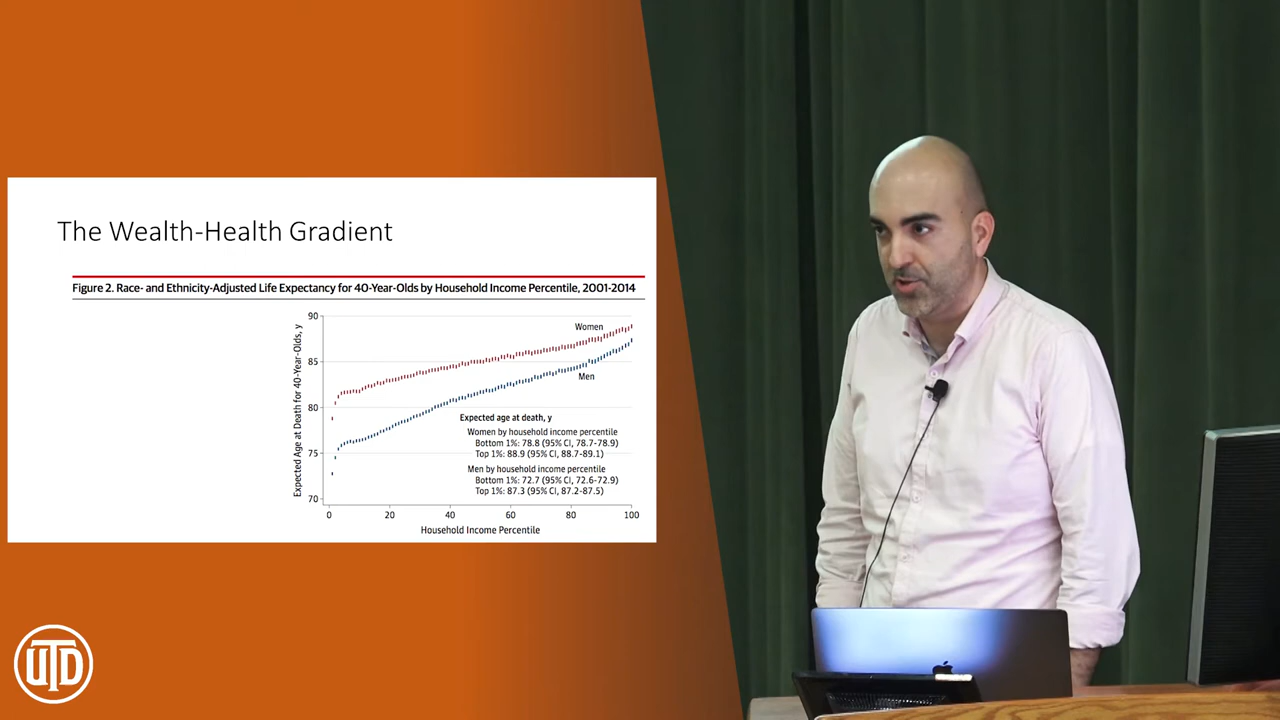 The Wealth-Health Gradient
Figure 2. Race- and Ethnicity-Adjusted Life Expectancy for 40-Year-Olds by Household Income Percentile, 2001-2014
Expected Age at Death for 40-Year-Olds, y
90
85
80
75
70
Women
Men
Expected age at death, y
Women by household income percentile
Bottom 1%: 78.8 (95% CI, 78.7-78.9)
Top 1%: 88.9 (95% CI, 88.7-89.1)
Men by household income percentile
Bottom 1%: 72.7 (95% CI, 72.6-72.9)
Top 1%: 87.3 (95% CI, 87.2-87.5)
0 20 40 60 80 100
Household Income Percentile
UTD